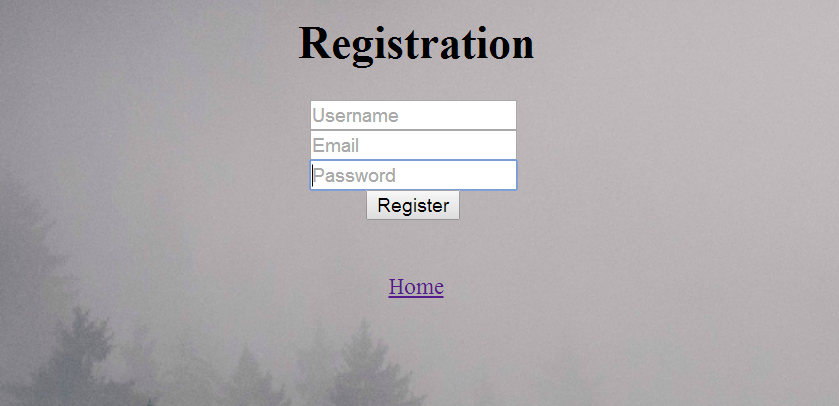 Registration
Username
Email
Password
Register
Home